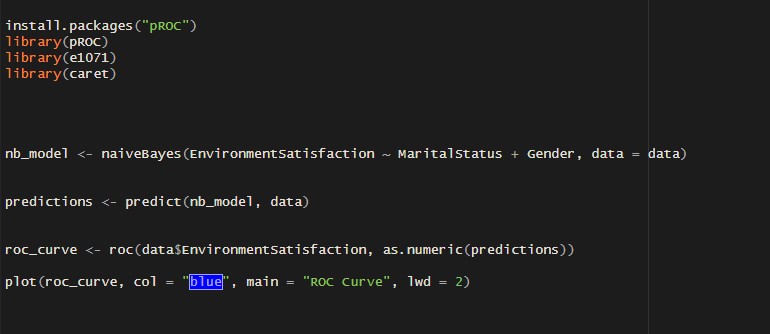 install.packages("pROC")
library(pROC)
library(e1071)
library(caret)
nb_model <- naiveBayes(EnvironmentSatisfaction ~ MaritalStatus + Gender, data = data)
predictions <- predict(nb_model, data)
roc_curve <- roc(data$EnvironmentSatisfaction, as.numeric(predictions))
plot(roc_curve, col = "blue", main = "ROC Curve", lwd = 2)